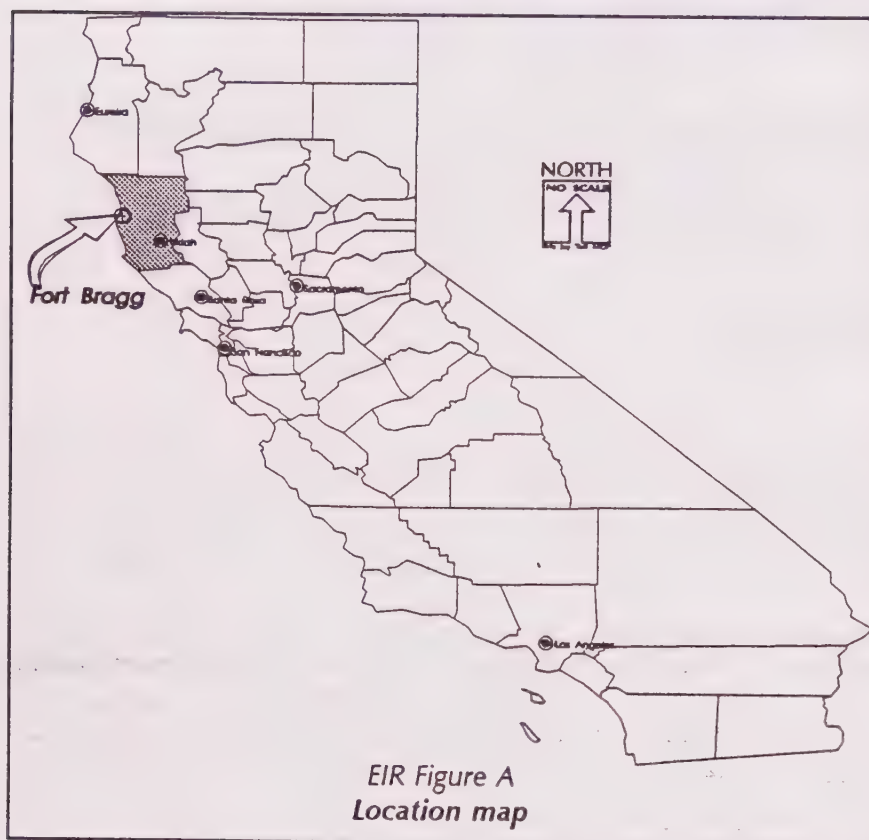 Eureka
NORTH
NO SCALE
Ukiah
Fort Bragg
Santa Rosa
Sacramento
San Francisco
Los Angeles
EIR Figure A
Location map